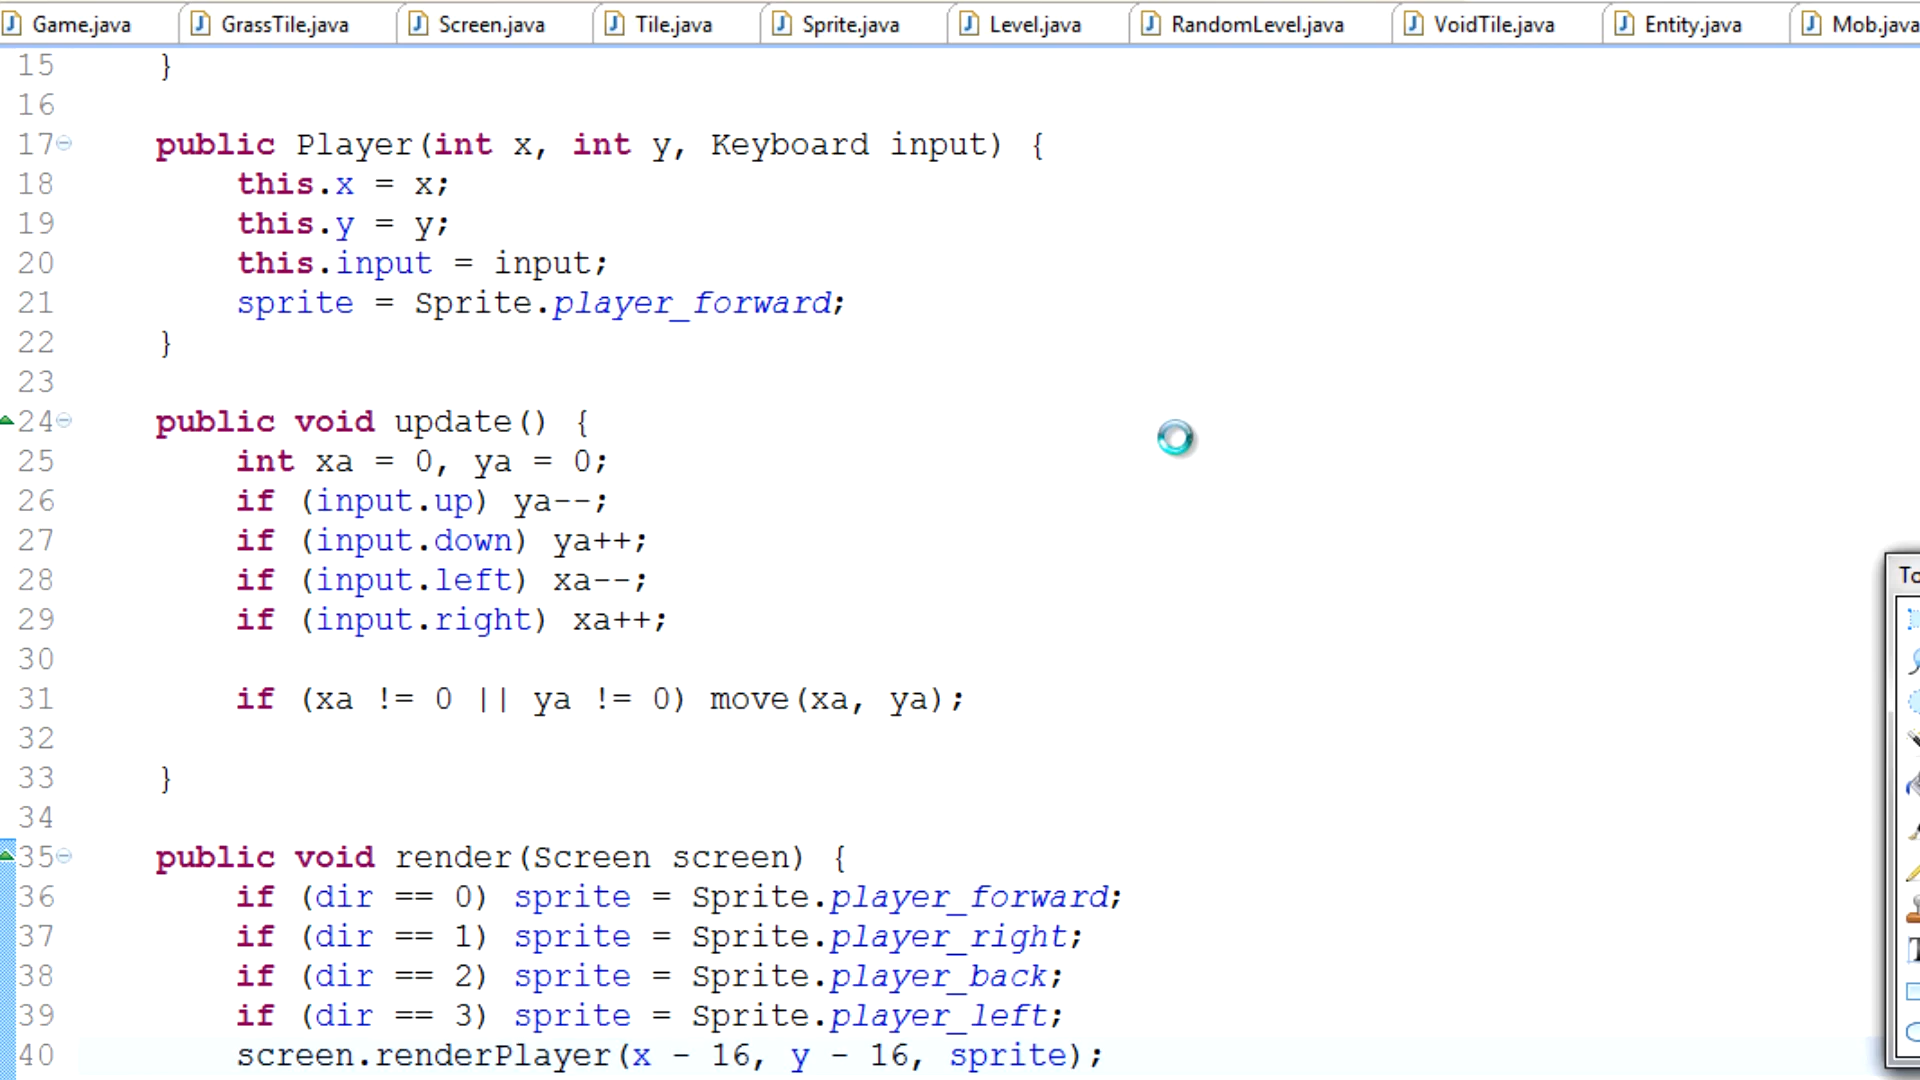 Game.java GrassTile.java Screen.java Tile.java Sprite.java Level.java RandomLevel.java VoidTile.java Entity.java Mob.java
15 }
16
17 public Player(int x, int y, Keyboard input) {
18 this.x = x;
19 this.y = y;
20 this.input = input;
21 sprite = Sprite.player_forward;
22 }
23
24 public void update() {
25 int xa = 0, ya = 0;
26 if (input.up) ya--;
27 if (input.down) ya++;
28 if (input.left) xa--;
29 if (input.right) xa++;
30
31 if (xa != 0 || ya != 0) move(xa, ya);
32
33 }
34
35 public void render(Screen screen) {
36 if (dir == 0) sprite = Sprite.player_forward;
37 if (dir == 1) sprite = Sprite.player_right;
38 if (dir == 2) sprite = Sprite.player_back;
39 if (dir == 3) sprite = Sprite.player_left;
40 screen.renderPlayer(x - 16, y - 16, sprite);